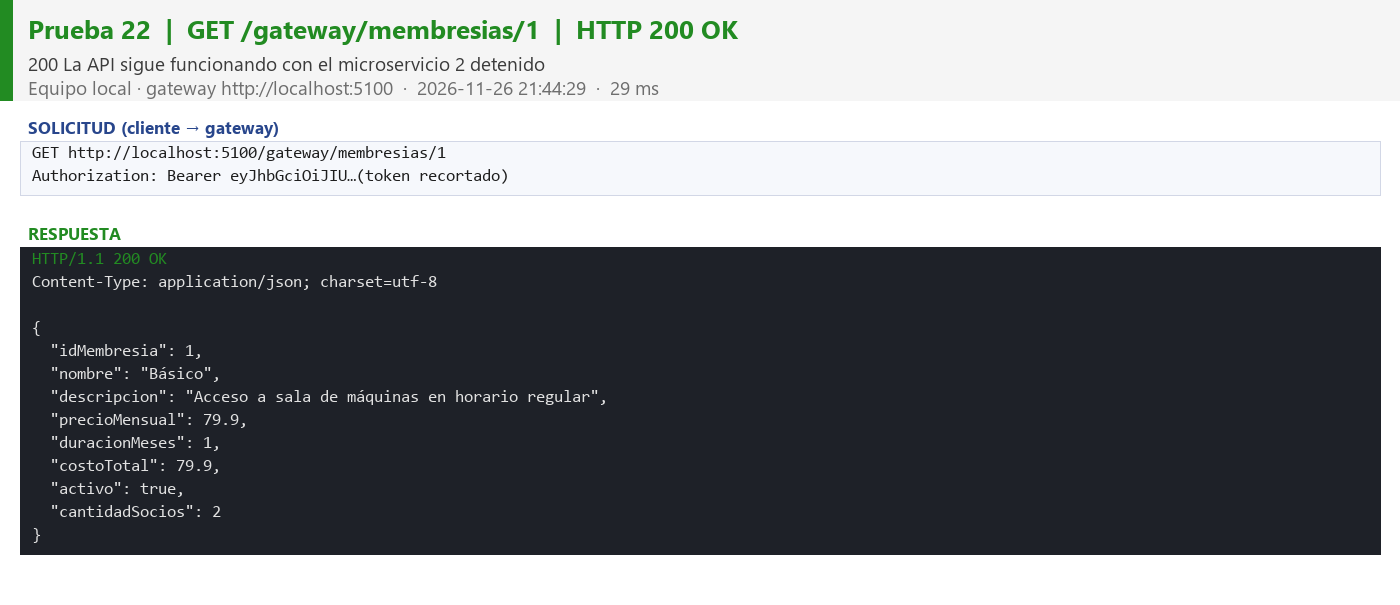 Prueba 22 | GET /gateway/membresias/1 | HTTP 200 OK
200 La API sigue funcionando con el microservicio 2 detenido
Equipo local · gateway http://localhost:5100 · 2026-11-26 21:44:29 · 29 ms
SOLICITUD (cliente → gateway)
GET http://localhost:5100/gateway/membresias/1
Authorization: Bearer eyJhbGciOiJIU…(token recortado)
RESPUESTA
HTTP/1.1 200 OK
Content-Type: application/json; charset=utf-8
{
  "idMembresia": 1,
  "nombre": "Básico",
  "descripcion": "Acceso a sala de máquinas en horario regular",
  "precioMensual": 79.9,
  "duracionMeses": 1,
  "costoTotal": 79.9,
  "activo": true,
  "cantidadSocios": 2
}